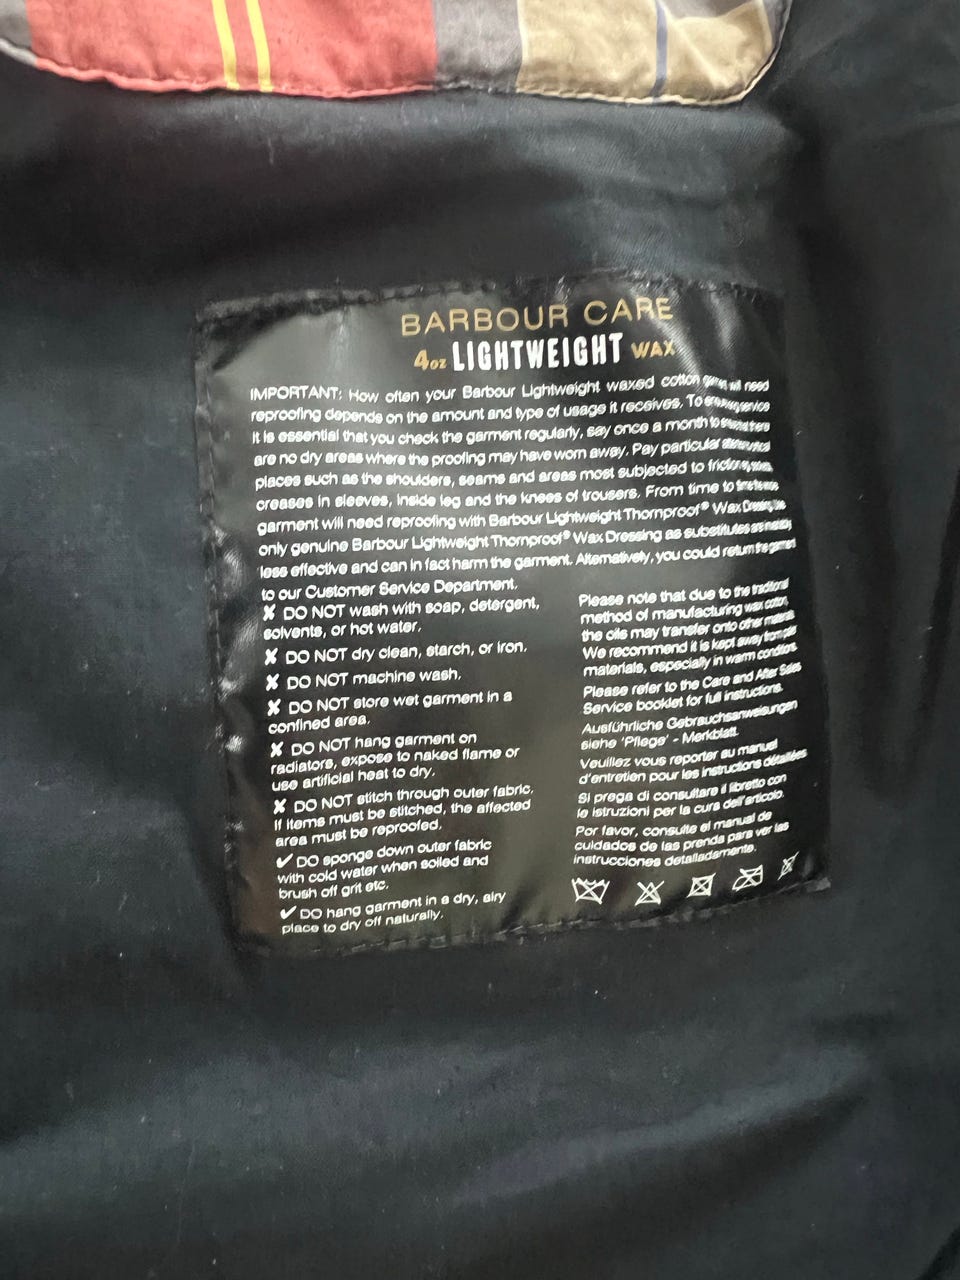 BARBOUR CARE
4oz LIGHTWEIGHT WAX
IMPORTANT: How often your Barbour Lightweight waxed cotton garment will need
reproofing depends on the amount and type of usage it receives. To service
it is essential that you check the garment regularly, say once a month to there
are no dry areas where the proofing may have worn away. Pay particular
places such as the shoulders, seams and areas most subjected to friction,
creases in sleeves, inside leg and the knees of trousers. From time to time the
garment will need reproofing with Barbour Lightweight Thornproof® Wax Dressing, Use
only genuine Barbour Lightweight Thornproof® Wax Dressing as substitutes are
less effective and can in fact harm the garment. Alternatively, you could return the garment
to our Customer Service Department.
✘ DO NOT wash with soap, detergent,
solvents, or hot water.
✘ DO NOT dry clean, starch, or iron.
✘ DO NOT machine wash.
✘ DO NOT store wet garment in a
confined area.
✘ DO NOT hang garment on
radiators, expose to naked flame or
use artificial heat to dry.
✘ DO NOT stitch through outer fabric.
If items must be stitched, the affected
area must be reproofed.
✔ DO sponge down outer fabric
with cold water when soiled and
brush off grit etc.
✔ DO hang garment in a dry, airy
place to dry off naturally.
Please note that due to the traditional
method of manufacturing wax cotton,
the oils may transfer onto other materials.
We recommend it is kept away from pale
materials, especially in warm conditions.
Please refer to the Care and After Sales
Service booklet for full instructions.
Ausführliche Gebrauchsanweisungen
siehe 'Pflege' - Merkblatt.
Veuillez vous reporter au manuel
d'entretien pour les instructions détaillées
Si prega di consultare il libretto con
le istruzioni per la cura dell'articolo.
Por favor, consulte el manual de
cuidados de las prenda para ver las
instrucciones detalladamente.